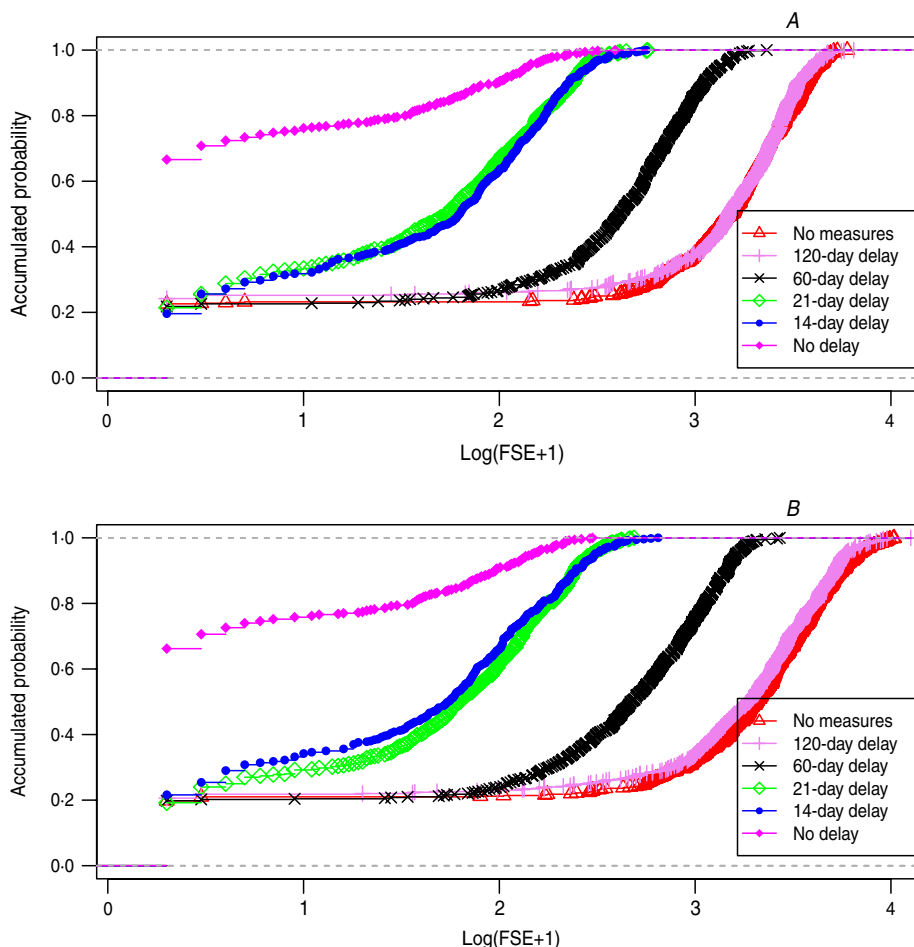 A
1·0
0·8
0·6
0·4
0·2
0·0
Accumulated probability
No measures
120-day delay
60-day delay
21-day delay
14-day delay
No delay
0 1 2 3 4
Log(FSE+1)
B
1·0
0·8
0·6
0·4
0·2
0·0
Accumulated probability
No measures
120-day delay
60-day delay
21-day delay
14-day delay
No delay
0 1 2 3 4
Log(FSE+1)